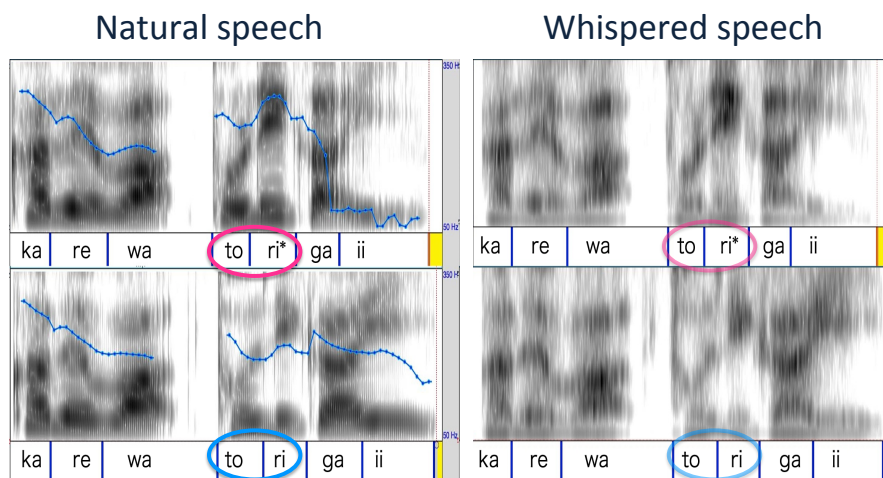 Natural speech
Whispered speech
350 Hz
50 Hz
ka re wa to ri* ga ii
ka re wa to ri* ga ii
350 Hz
50 Hz
ka re wa to ri ga ii
ka re wa to ri ga ii